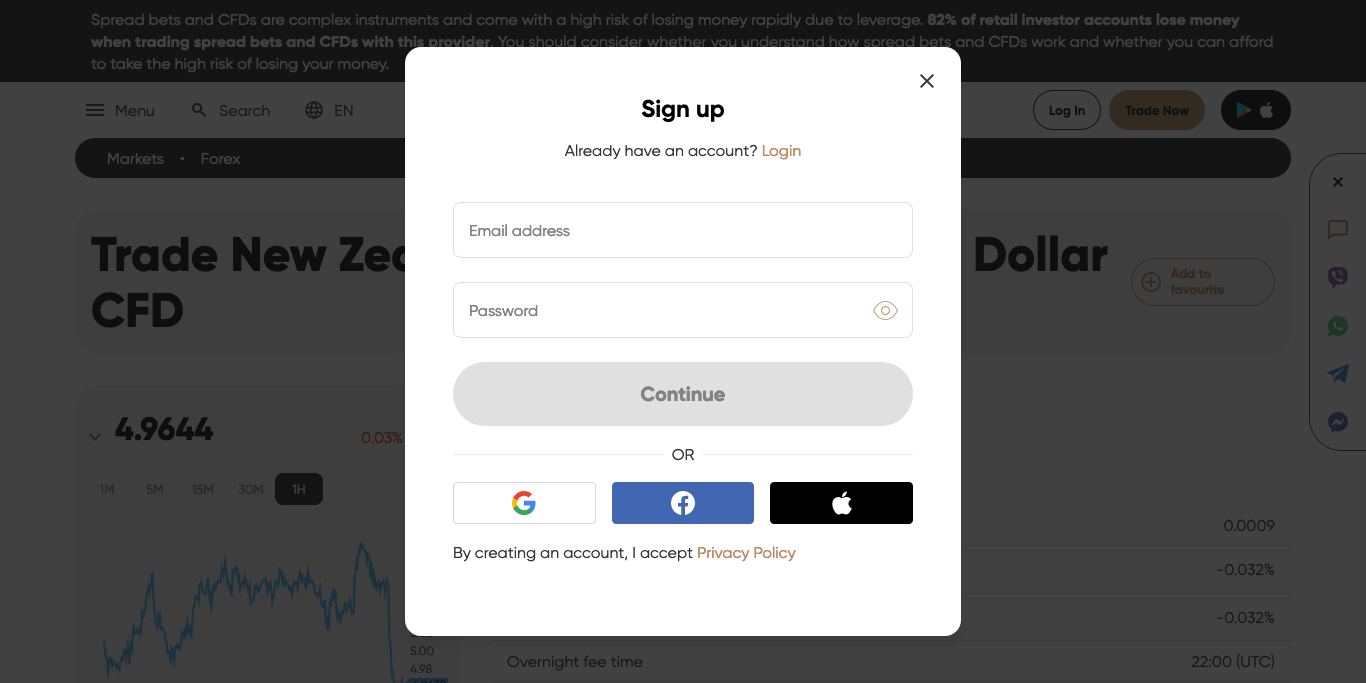 Spread bets and CFDs are complex instruments and come with a high risk of losing money rapidly due to leverage. 82% of retail investor accounts lose money
when trading spread bets and CFDs with this provider. You should consider whether you understand how spread bets and CFDs work and whether you can afford
to take the high risk of losing your money.
Menu
Search
EN
Log In
Trade Now
Markets • Forex
Trade New Dollar
CFD
Add to
favourite
4.9644
0.03%
1M
5M
15M
30M
1H
5.00
4.98
Sign up
Already have an account? Login
Email address
Password
Continue
OR
By creating an account, I accept Privacy Policy
0.0009
-0.032%
-0.032%
Overnight fee time
22:00 (UTC)